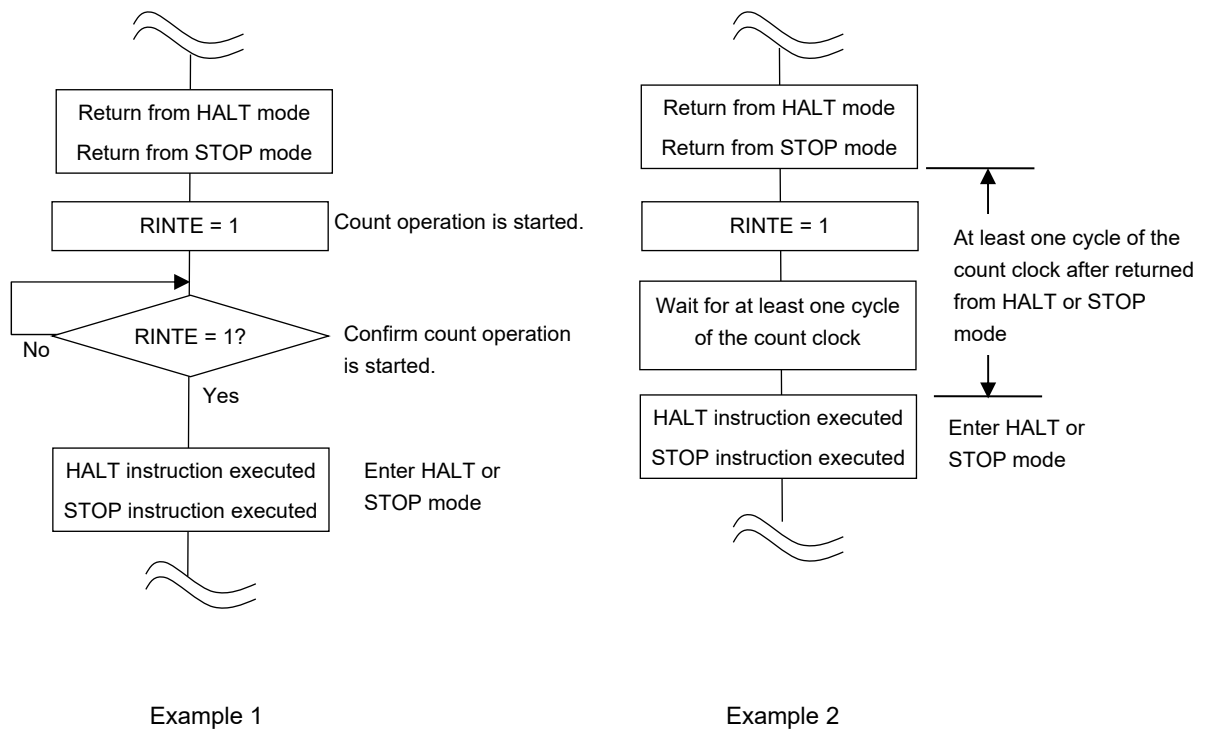 Return from HALT mode
Return from STOP mode
RINTE = 1
Count operation is started.
RINTE = 1?
No
Confirm count operation
is started.
Yes
HALT instruction executed
STOP instruction executed
Enter HALT or
STOP mode
Example 1
Return from HALT mode
Return from STOP mode
RINTE = 1
Wait for at least one cycle
of the count clock
At least one cycle of the
count clock after returned
from HALT or STOP
mode
HALT instruction executed
STOP instruction executed
Enter HALT or
STOP mode
Example 2